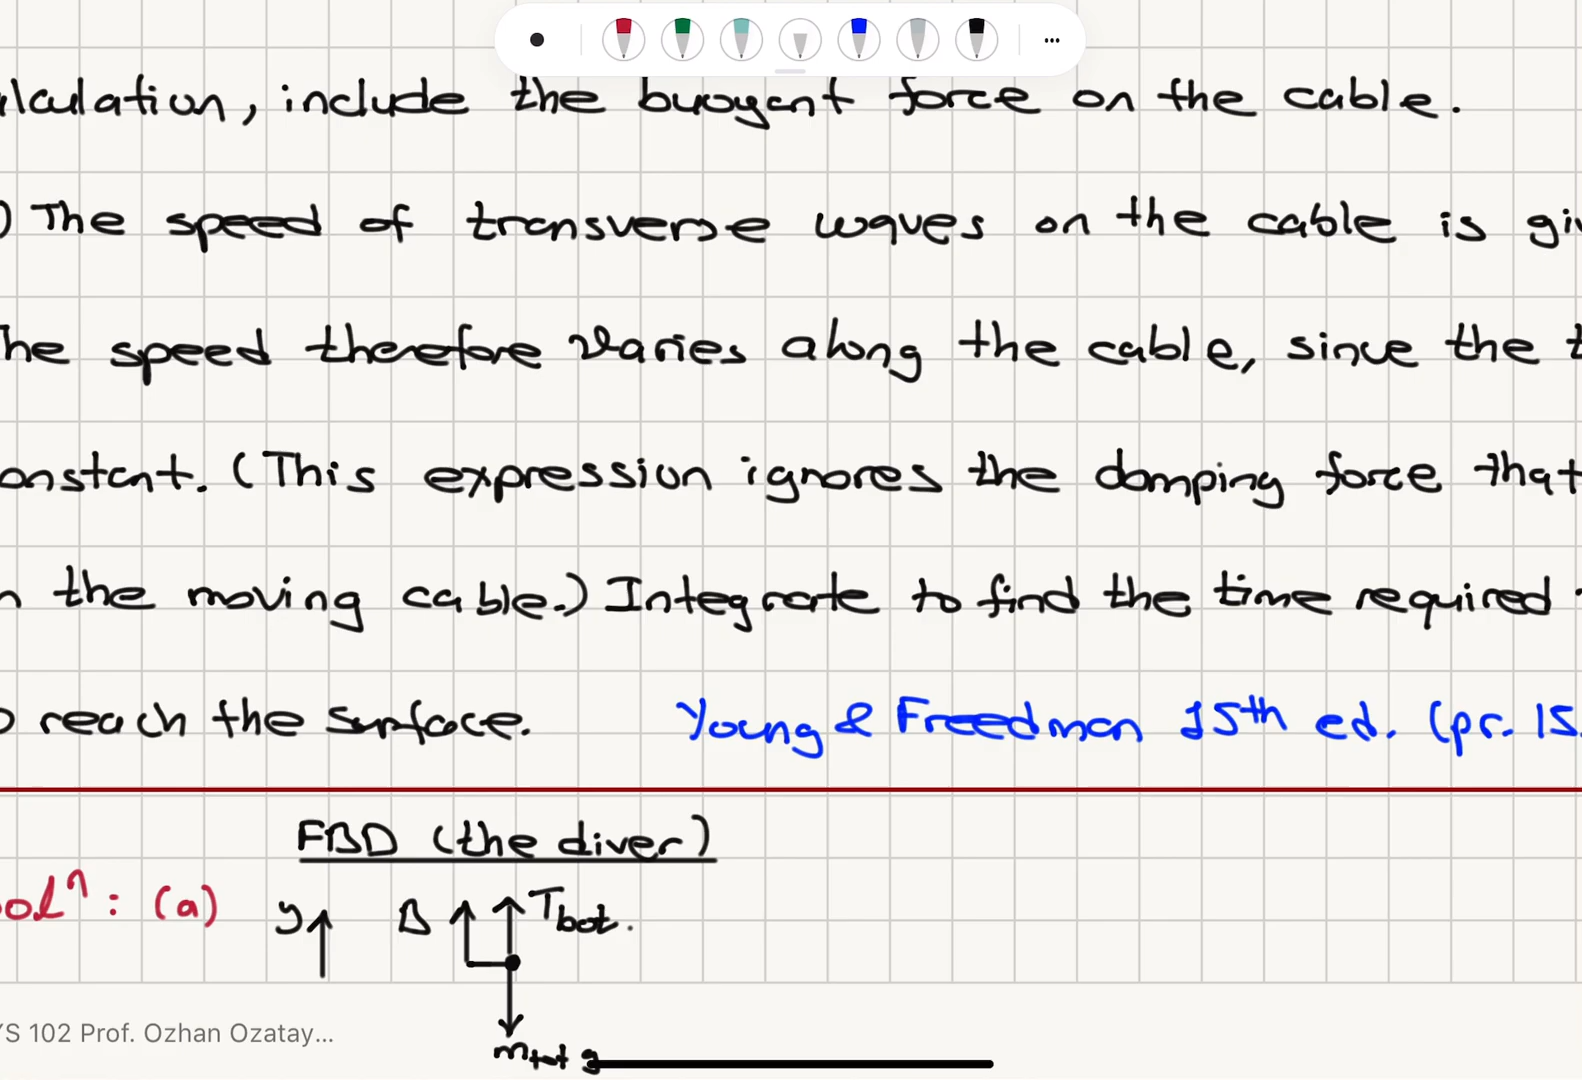 lculation, include the buoyant force on the cable.
) The speed of transverse waves on the cable is giv
he speed therefore varies along the cable, since the t
onstant. (This expression ignores the damping force that
n the moving cable.) Integrate to find the time required
o reach the surface. Young & Freedman 15th ed. (pr. 15.
FBD (the diver)
olⁿ : (a) y B T bot.
YS 102 Prof. Ozhan Ozatay...
m tot g